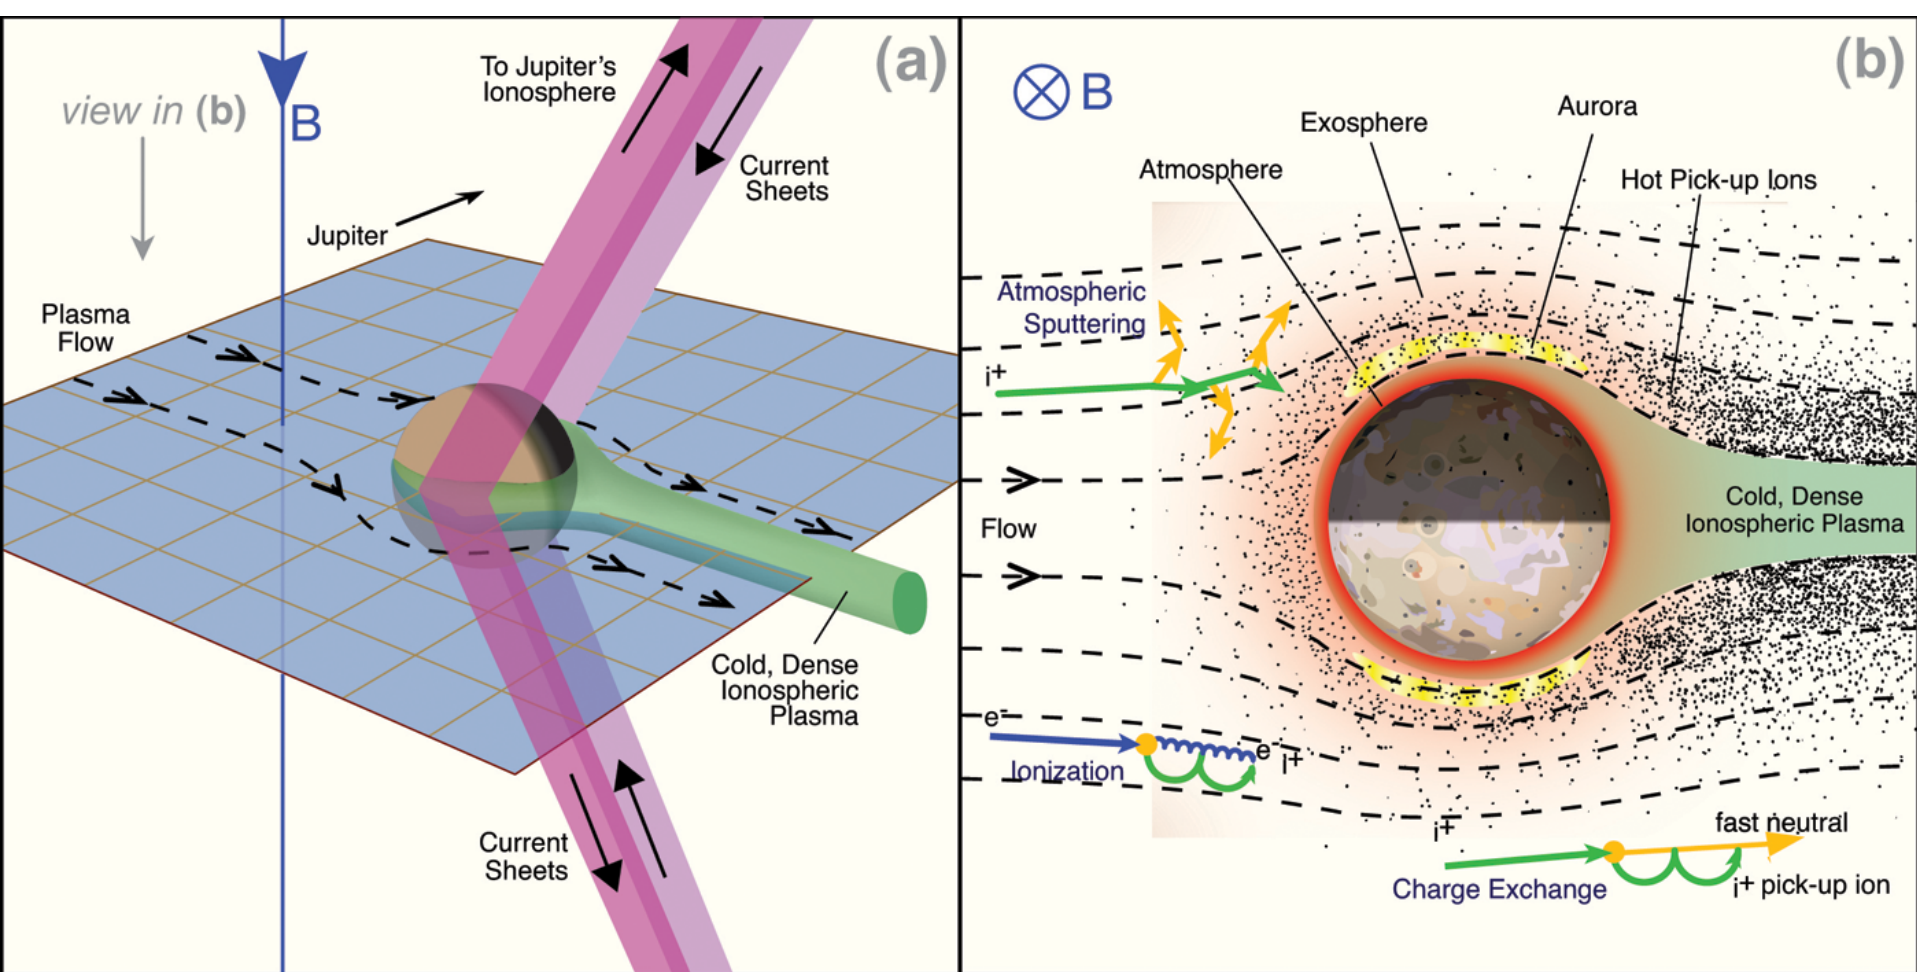 (a)
view in (b)
B
To Jupiter's
Ionosphere
Current
Sheets
Jupiter
Plasma
Flow
Cold, Dense
Ionospheric
Plasma
Current
Sheets
(b)
B
Aurora
Exosphere
Atmosphere
Hot Pick-up Ions
Atmospheric
Sputtering
i+
Flow
Cold, Dense
Ionospheric Plasma
e-
e-
i+
Ionization
i+
fast neutral
Charge Exchange
i+ pick-up ion